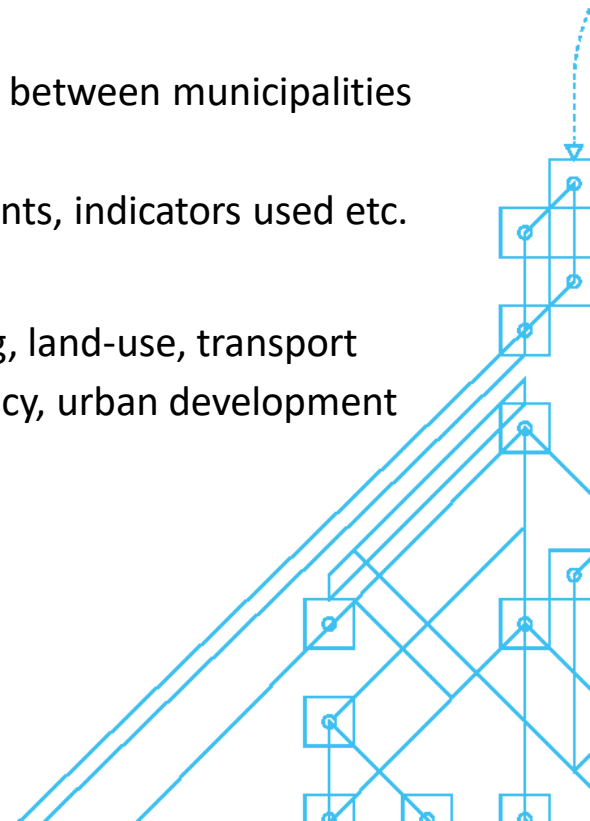 between municipalities
nts, indicators used etc.
, land-use, transport
cy, urban development